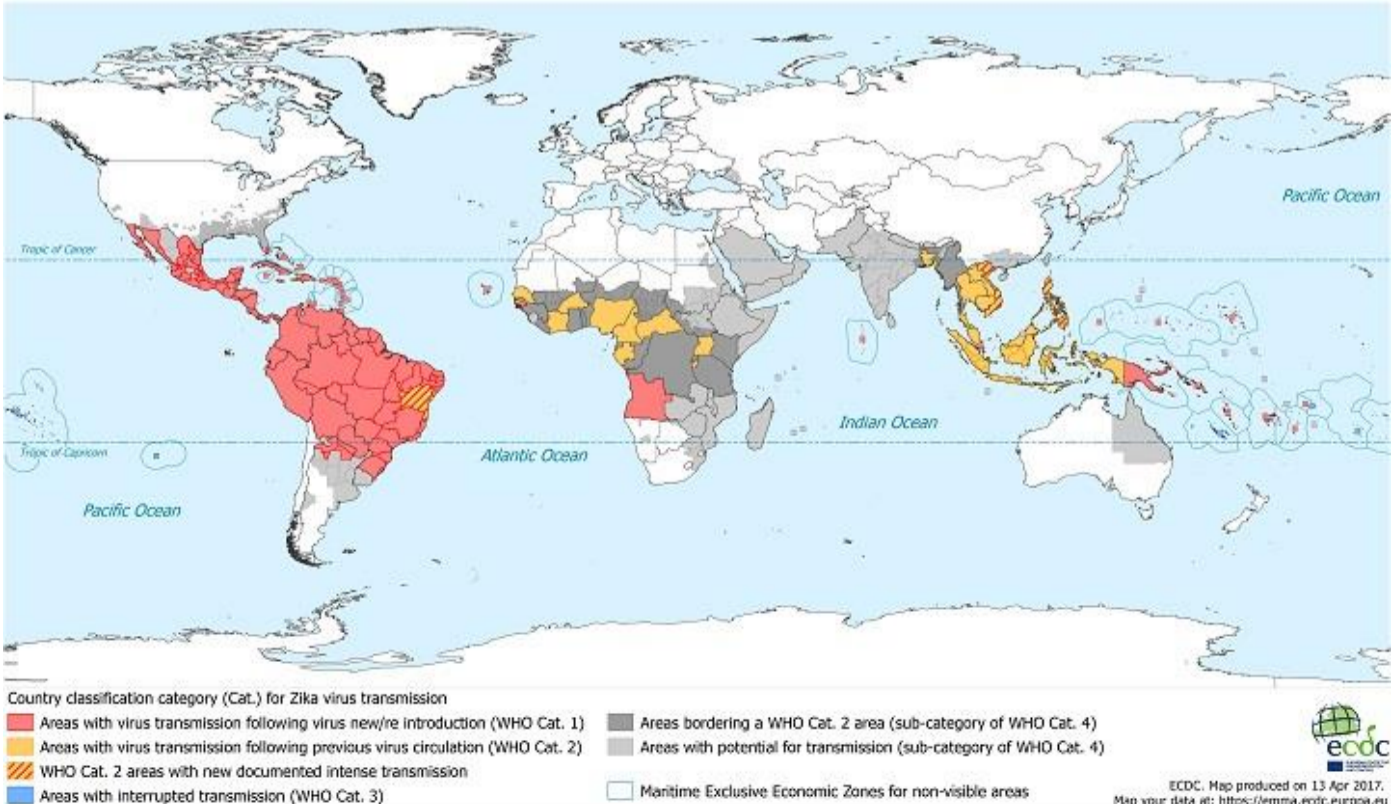 Pacific Ocean
Tropic of Cancer
Indian Ocean
Tropic of Capricorn
Atlantic Ocean
Pacific Ocean
Country classification category (Cat.) for Zika virus transmission
Areas with virus transmission following virus new/re introduction (WHO Cat. 1)
Areas with virus transmission following previous virus circulation (WHO Cat. 2)
WHO Cat. 2 areas with new documented intense transmission
Areas with interrupted transmission (WHO Cat. 3)
Areas bordering a WHO Cat. 2 area (sub-category of WHO Cat. 4)
Areas with potential for transmission (sub-category of WHO Cat. 4)
Maritime Exclusive Economic Zones for non-visible areas
ecdc
ECDC. Map produced on 13 Apr 2017.
Map your data at: https://emma.ecdc.europa.eu